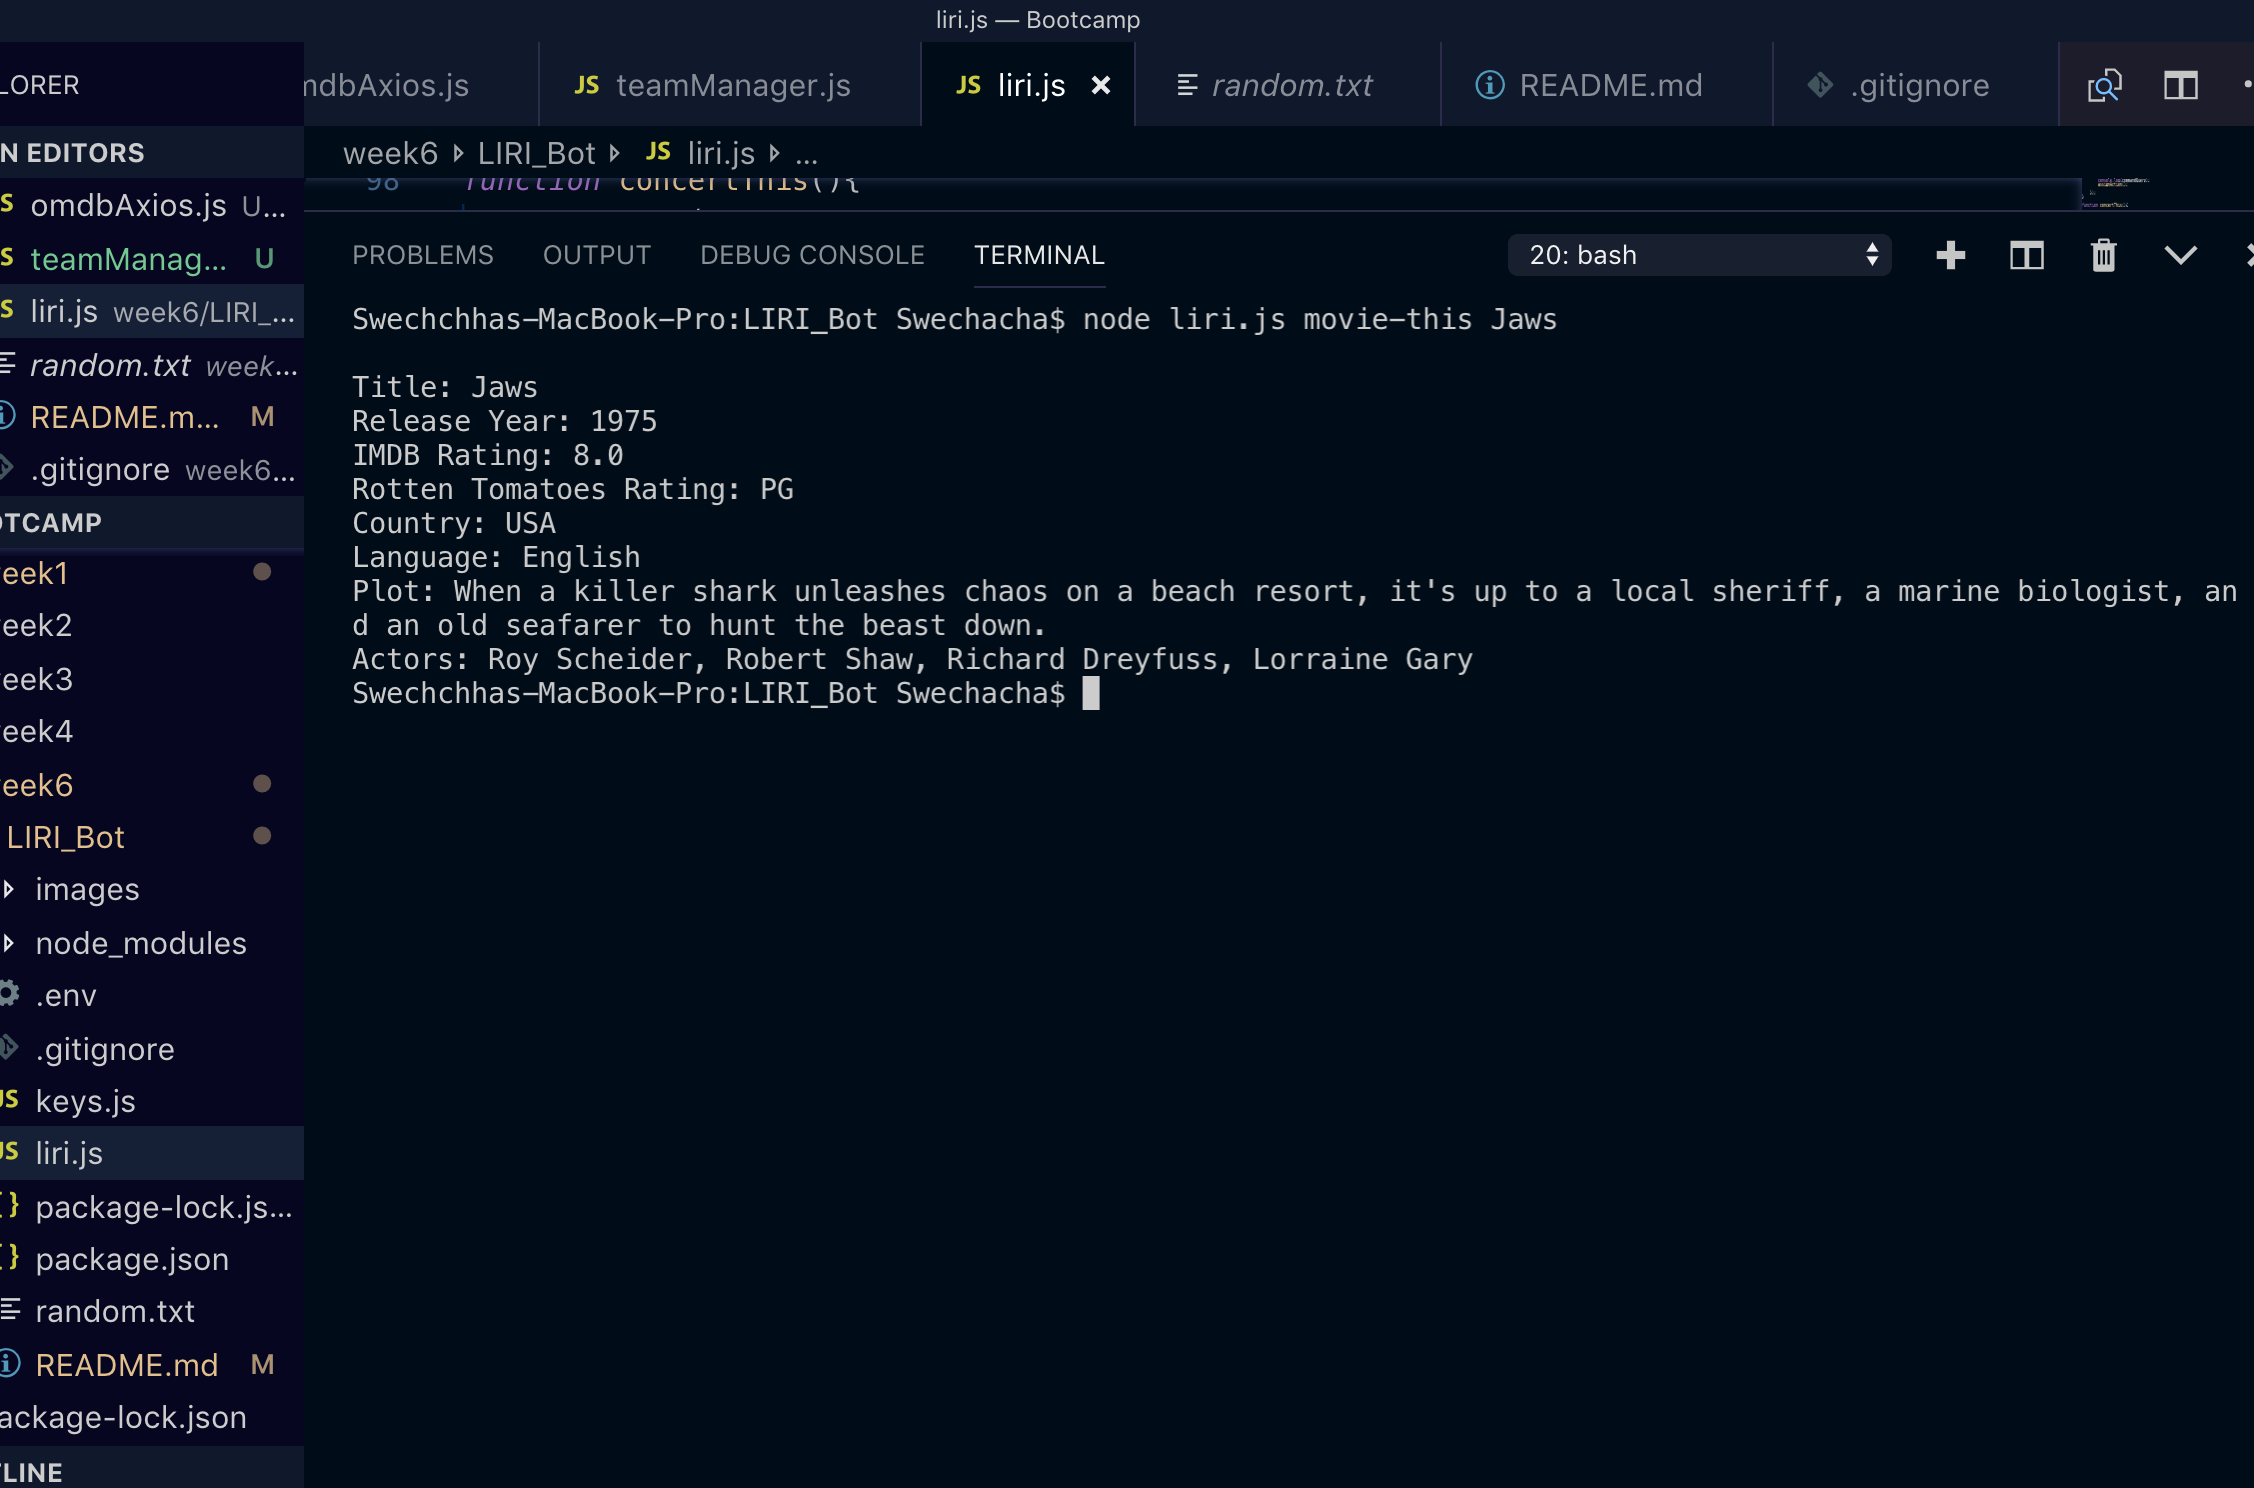 liri.js — Bootcamp
LORER
mdbAxios.js
JS teamManager.js
JS liri.js
random.txt
README.md
.gitignore
N EDITORS
week6 LIRI_Bot JS liri.js ...
98 function concertThis(){
S omdbAxios.js U...
S teamManag... U
S liri.js week6/LIRI_...
random.txt week...
README.m... M
.gitignore week6...
OTCAMP
eek1
eek2
eek3
eek4
eek6
LIRI_Bot
images
node_modules
.env
.gitignore
JS keys.js
JS liri.js
{} package-lock.js...
{} package.json
random.txt
README.md M
ackage-lock.json
TLINE
PROBLEMS OUTPUT DEBUG CONSOLE TERMINAL
20: bash
Swechchhas-MacBook-Pro:LIRI_Bot Swechacha$ node liri.js movie-this Jaws
Title: Jaws
Release Year: 1975
IMDB Rating: 8.0
Rotten Tomatoes Rating: PG
Country: USA
Language: English
Plot: When a killer shark unleashes chaos on a beach resort, it's up to a local sheriff, a marine biologist, an
d an old seafarer to hunt the beast down.
Actors: Roy Scheider, Robert Shaw, Richard Dreyfuss, Lorraine Gary
Swechchhas-MacBook-Pro:LIRI_Bot Swechacha$